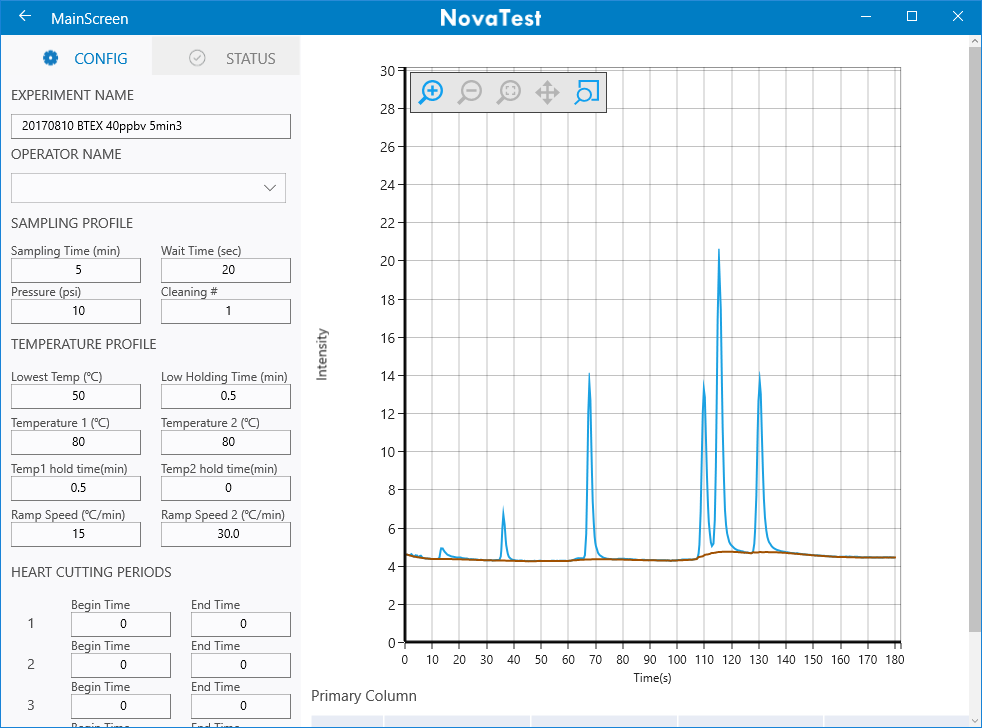 MainScreen
NovaTest
CONFIG
STATUS
EXPERIMENT NAME
20170810 BTEX 40ppbv 5min3
OPERATOR NAME
SAMPLING PROFILE
Sampling Time (min) Wait Time (sec)
5 20
Pressure (psi) Cleaning #
10 1
TEMPERATURE PROFILE
Lowest Temp (℃) Low Holding Time (min)
50 0.5
Temperature 1 (℃) Temperature 2 (℃)
80 80
Temp1 hold time(min) Temp2 hold time(min)
0.5 0
Ramp Speed (℃/min) Ramp Speed 2 (℃/min)
15 30.0
HEART CUTTING PERIODS
Begin Time End Time
1 0 0
Begin Time End Time
2 0 0
Begin Time End Time
3 0 0
Begin Time End Time
30
28
26
24
22
20
18
16
14
12
10
8
6
4
2
0
Intensity
0 10 20 30 40 50 60 70 80 90 100 110 120 130 140 150 160 170 180
Time(s)
Primary Column